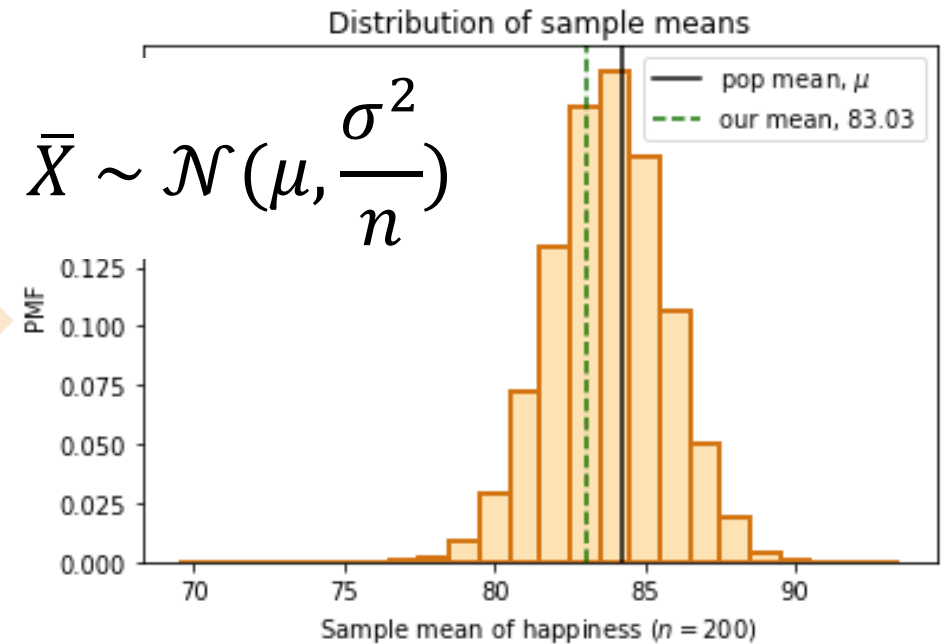 Distribution of sample means
X̄ ~ 𝒩(μ, σ²/n)
pop mean, μ
our mean, 83.03
PMF
0.125
0.100
0.075
0.050
0.025
0.000
70 75 80 85 90
Sample mean of happiness (n = 200)